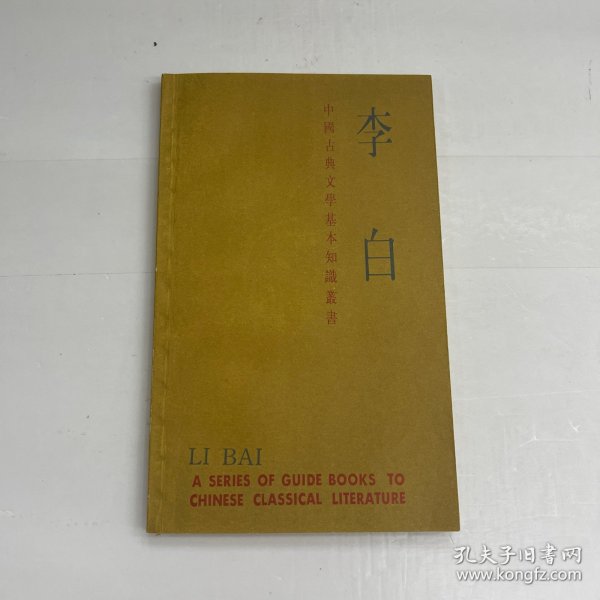 李白
中國古典文學基本知識叢書
LI BAI
A SERIES OF GUIDE BOOKS TO
CHINESE CLASSICAL LITERATURE
孔夫子旧书网
www.kongfz.com